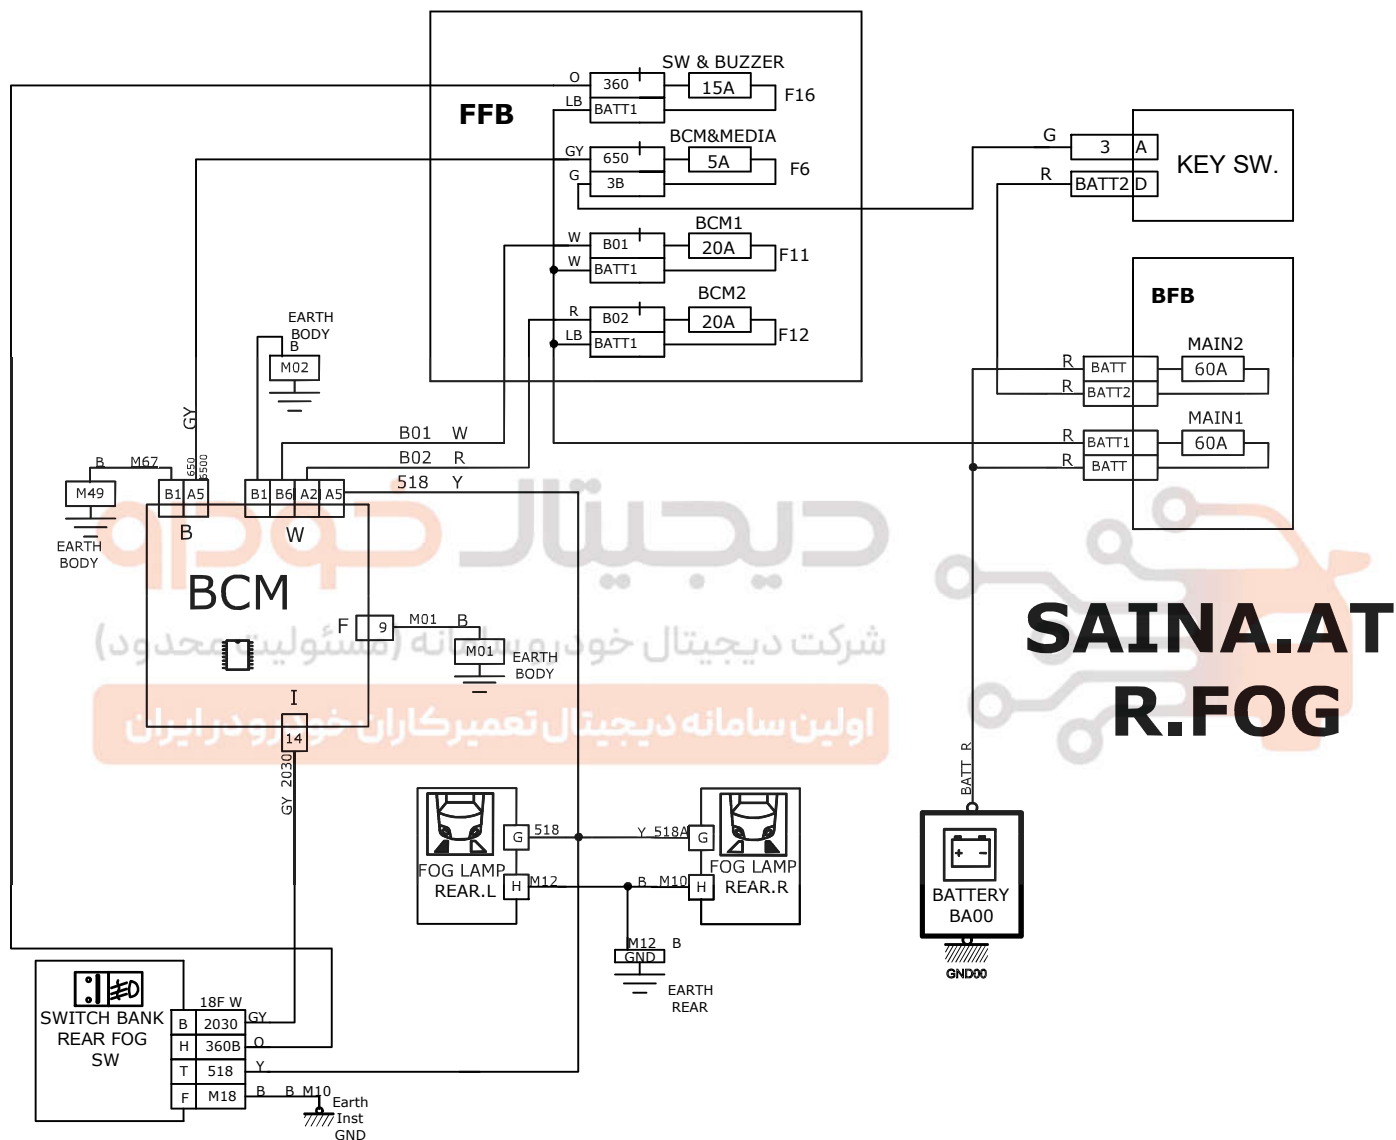 SW & BUZZER
O
360
15A
F16
LB
BATT1
FFB
BCM&MEDIA
GY
650
5A
F6
G
3B
G
3
A
KEY SW.
R
BATT2
D
BCM1
W
B01
20A
F11
W
BATT1
BCM2
R
B02
20A
F12
LB
BATT1
BFB
MAIN2
R
BATT
60A
R
BATT2
MAIN1
R
BATT1
60A
R
BATT
EARTH
BODY
B
M02
GY
650
6500
B01 W
B02 R
518 Y
B M67
M49
EARTH
BODY
B1 A5
B1 B6 A2 A5
B
W
BCM
F
9
M01 B
M01
EARTH
BODY
I
14
GY 2030
دیجیتال خودرو
شرکت دیجیتال خودرو سامانه (مسئولیت محدود)
اولین سامانه دیجیتال تعمیرکاران خودرو در ایران
SAINA.AT
R.FOG
BATT R
BATTERY
BA00
GND00
FOG LAMP
REAR.L
G
518
H
M12
Y 518A
G
B M10
H
FOG LAMP
REAR.R
M12 B
GND
EARTH
REAR
SWITCH BANK
REAR FOG
SW
18F W
B 2030 GY
H 360B O
T 518 Y
F M18 B B M10
Earth
Inst
GND